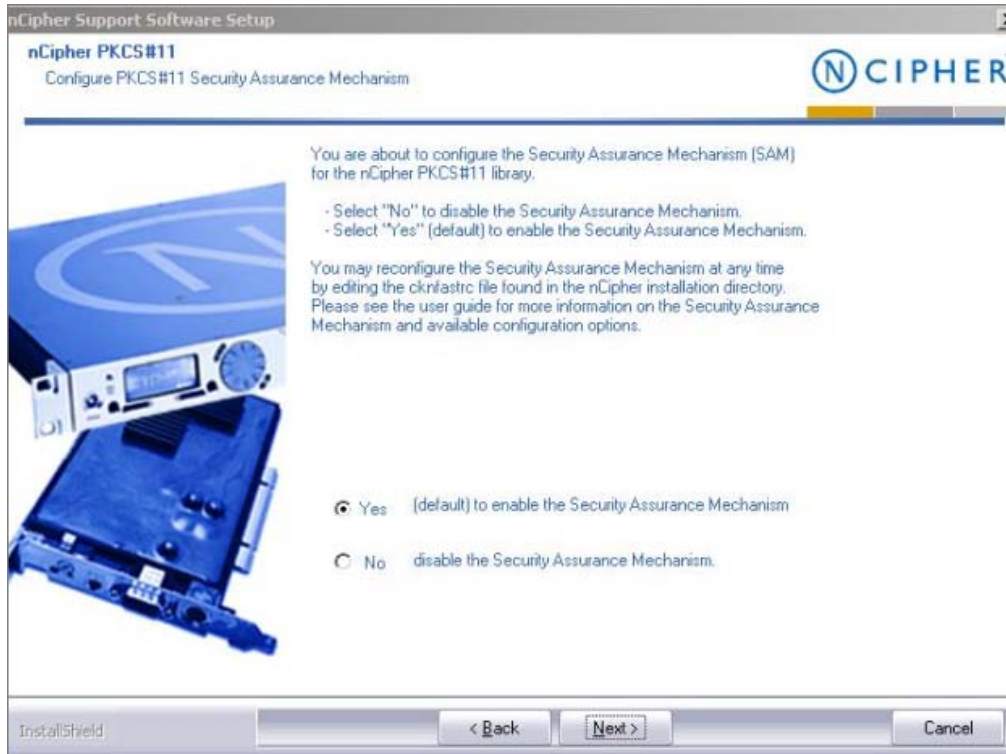 nCipher Support Software Setup
nCipher PKCS#11
Configure PKCS#11 Security Assurance Mechanism
N CIPHER
You are about to configure the Security Assurance Mechanism (SAM)
for the nCipher PKCS#11 library.
- Select "No" to disable the Security Assurance Mechanism.
- Select "Yes" (default) to enable the Security Assurance Mechanism.
You may reconfigure the Security Assurance Mechanism at any time
by editing the cknfastrc file found in the nCipher installation directory.
Please see the user guide for more information on the Security Assurance
Mechanism and available configuration options.
Yes (default) to enable the Security Assurance Mechanism
No disable the Security Assurance Mechanism.
InstallShield
< Back
Next >
Cancel